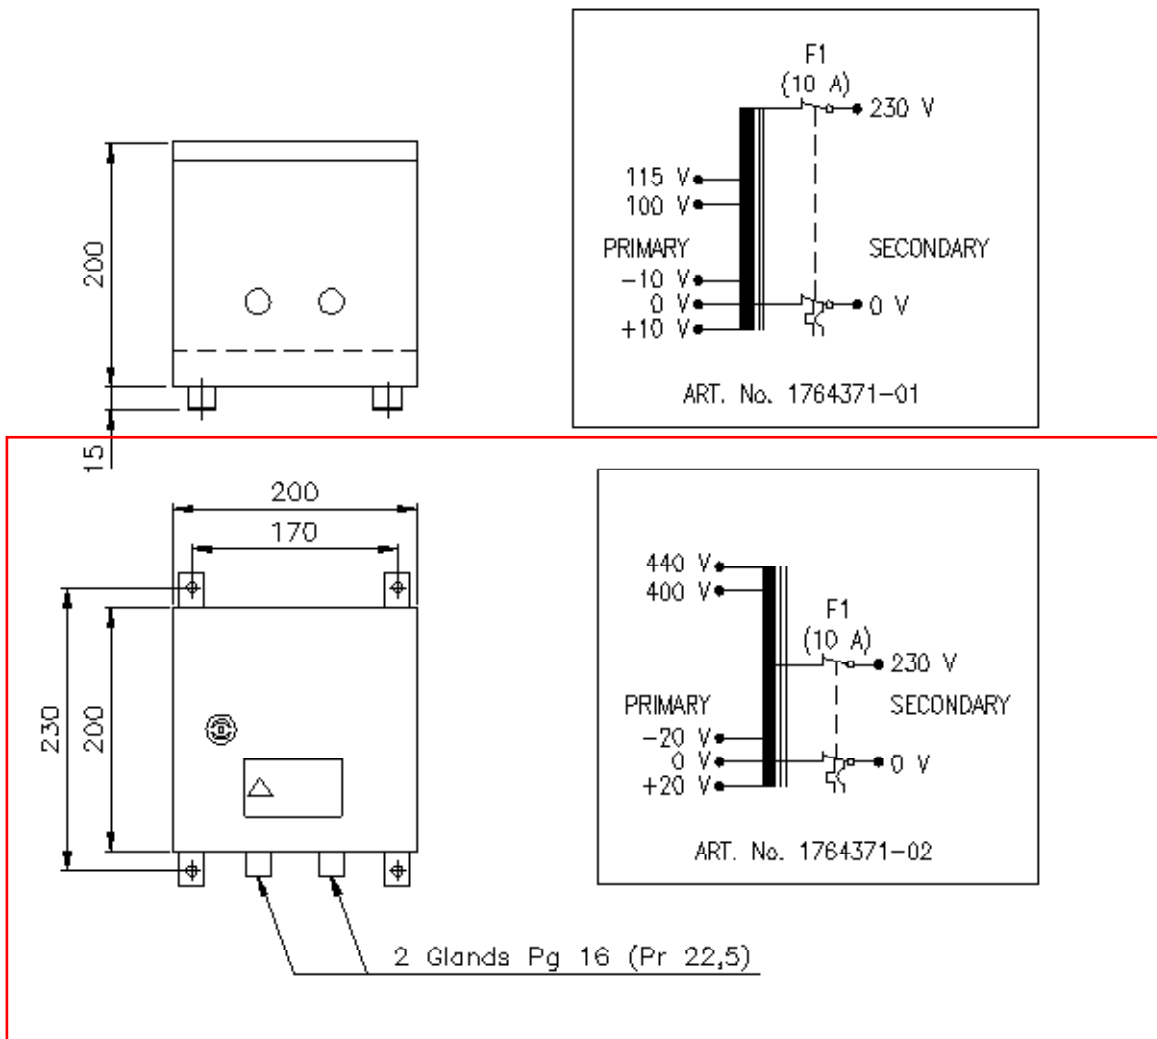 F1
(10 A)
230 V
115 V
100 V
PRIMARY
SECONDARY
-10 V
0 V
0 V
+10 V
ART. No. 1764371-01
200
15
200
170
230
200
440 V
400 V
F1
(10 A)
230 V
PRIMARY
SECONDARY
-20 V
0 V
0 V
+20 V
ART. No. 1764371-02
2 Glands Pg 16 (Pr 22,5)